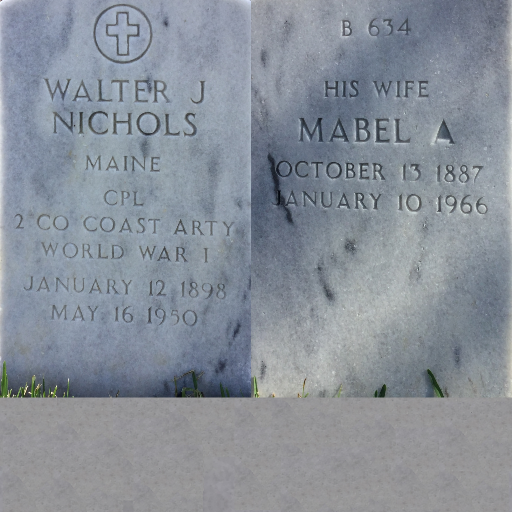 WALTER J
NICHOLS
MAINE
CPL
2 CO COAST ARTY
WORLD WAR I
JANUARY 12 1898
MAY 16 1950
B 634
HIS WIFE
MABEL A
OCTOBER 13 1887
JANUARY 10 1966